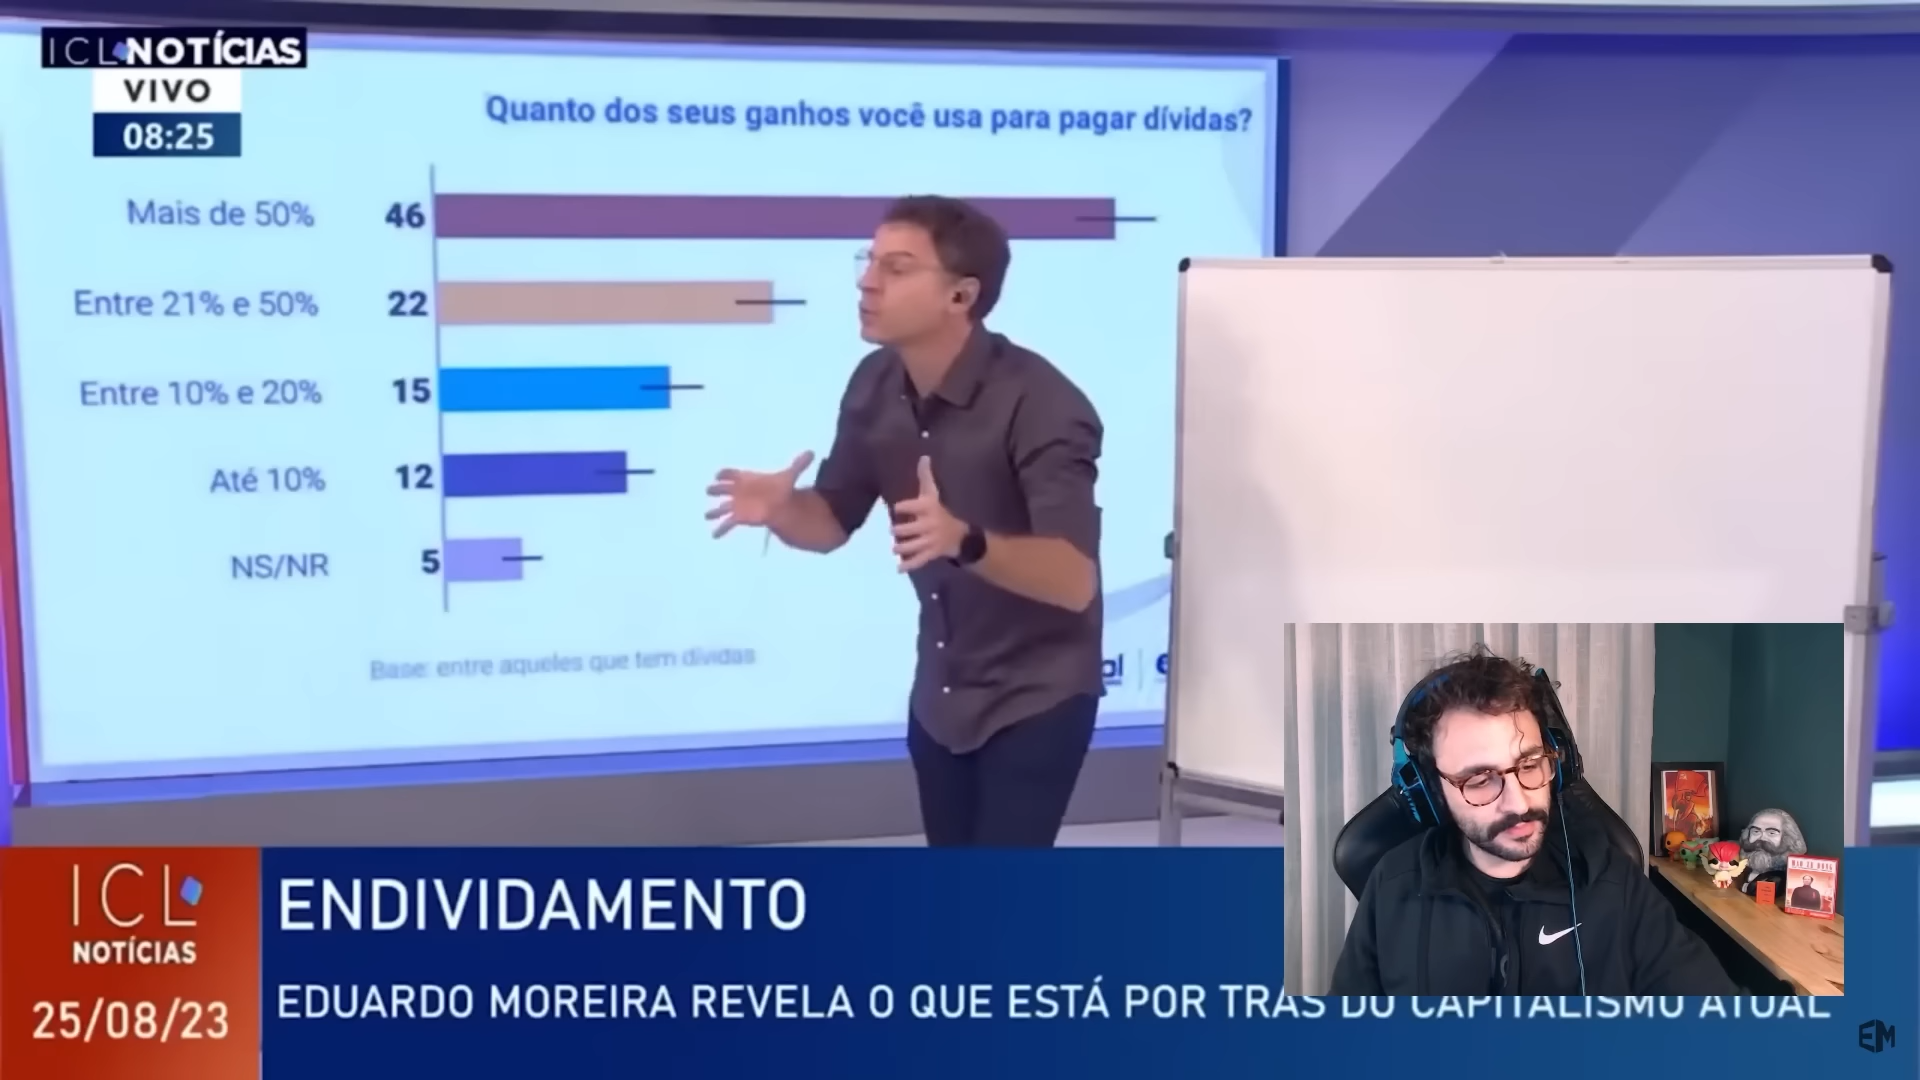 ICL NOTÍCIAS
VIVO
08:25
Quanto dos seus ganhos você usa para pagar dívidas?
Mais de 50% 46
Entre 21% e 50% 22
Entre 10% e 20% 15
Até 10% 12
NS/NR 5
Base: entre aqueles que tem dívidas
ICL
NOTÍCIAS
25/08/23
ENDIVIDAMENTO
EDUARDO MOREIRA REVELA O QUE ESTÁ POR TRÁS DO CAPITALISMO ATUAL
EM